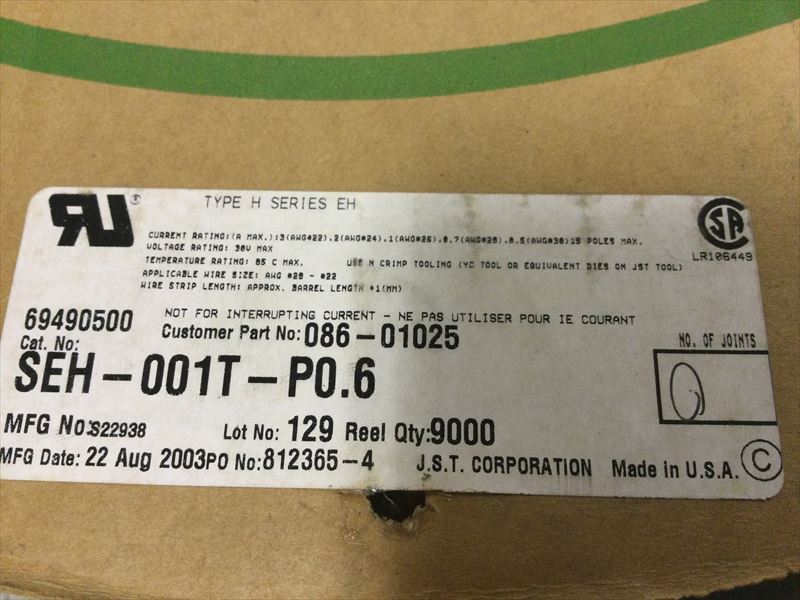 TYPE H SERIES EH
CURRENT RATING:(A MAX.):3(AWG#22).2(AWG#24).1(AWG#26).0.7(AWG#28).0.5(AWG#30)15 POLES MAX.
VOLTAGE RATING: 30V MAX
TEMPERATURE RATING: 85 C MAX. USE N CRIMP TOOLING (YC TOOL OR EQUIVALENT DIES ON JST TOOL)
APPLICABLE WIRE SIZE: AWG #28 - #22
WIRE STRIP LENGTH: APPROX. BARREL LENGTH +1(MM)
LR106449
NOT FOR INTERRUPTING CURRENT - NE PAS UTILISER POUR IE COURANT
69490500
Cat. No: Customer Part No: 086-01025
SEH-001T-P0.6
NO. OF JOINTS
0
MFG No: S22938 Lot No: 129 Reel Qty: 9000
MFG Date: 22 Aug 2003 PO No: 812365-4 J.S.T. CORPORATION Made in U.S.A. C